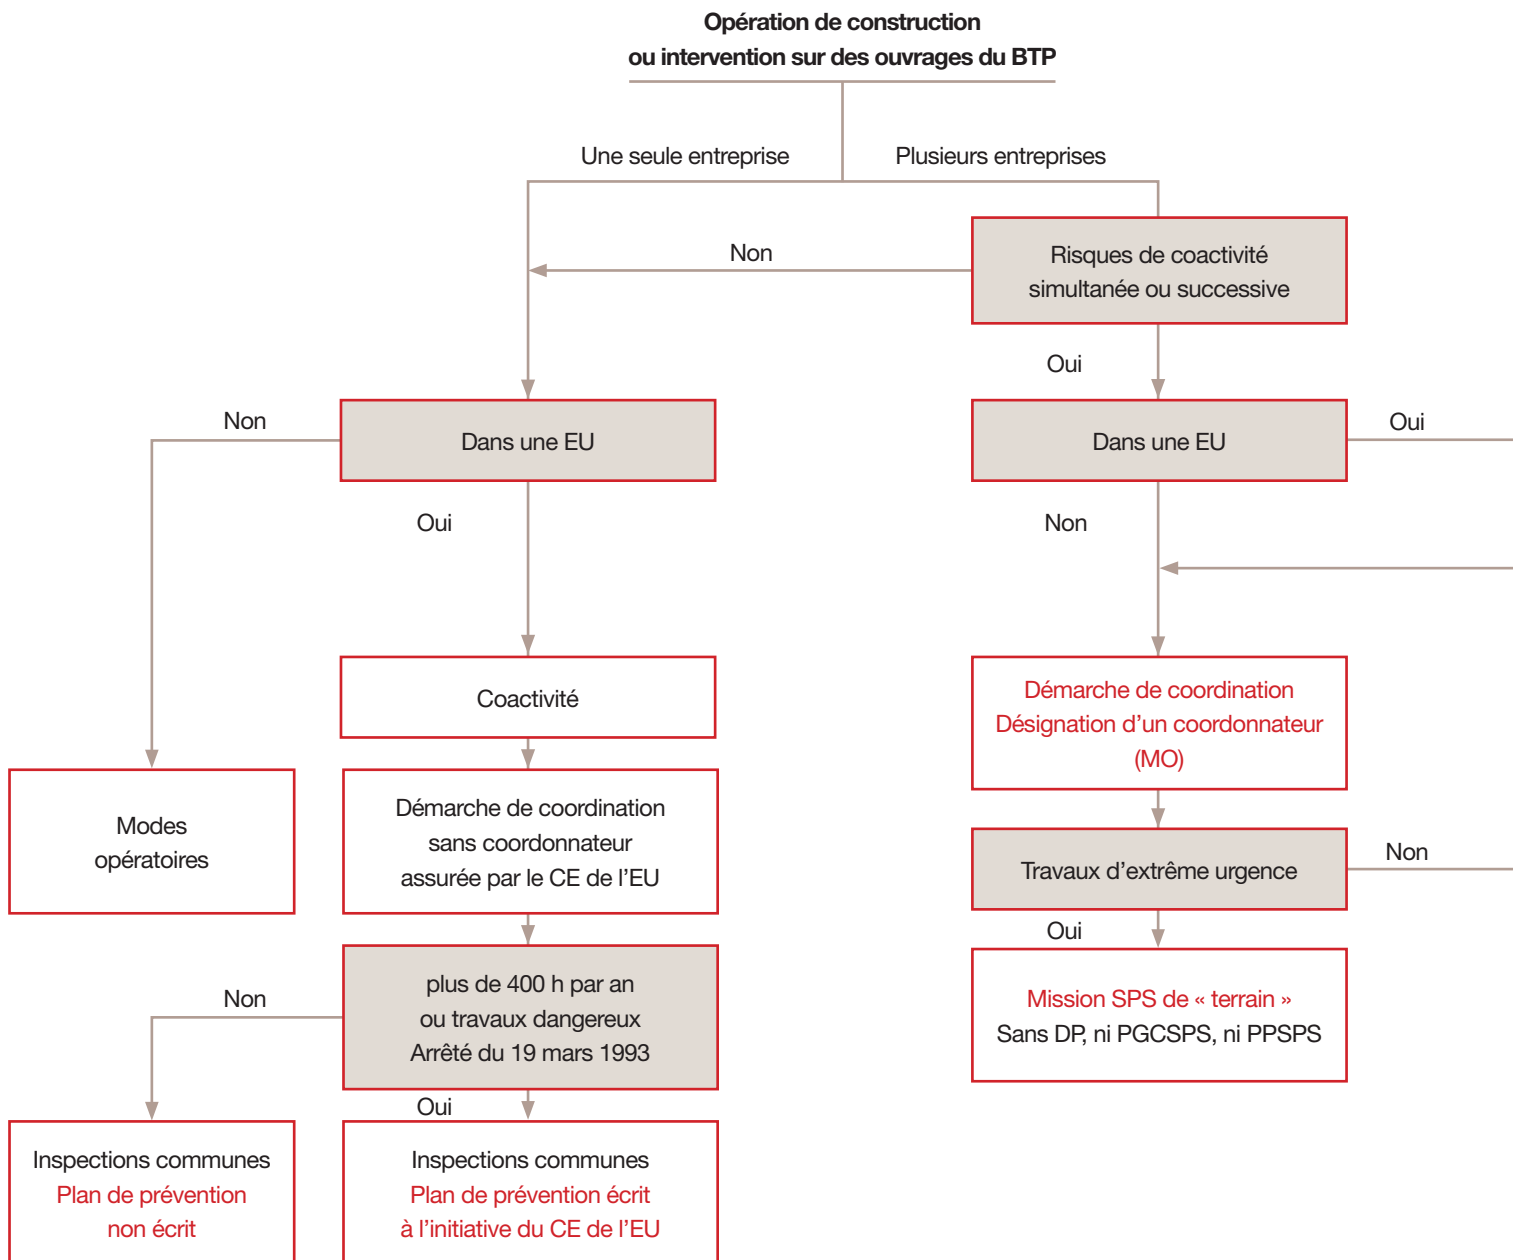 Opération de construction
ou intervention sur des ouvrages du BTP
Une seule entreprise
Plusieurs entreprises
Risques de coactivité
simultanée ou successive
Non
Oui
Dans une EU
Non
Oui
Dans une EU
Oui
Non
Coactivité
Démarche de coordination
Désignation d'un coordonnateur
(MO)
Modes
opératoires
Démarche de coordination
sans coordonnateur
assurée par le CE de l'EU
Travaux d'extrême urgence
Non
Oui
plus de 400 h par an
ou travaux dangereux
Arrêté du 19 mars 1993
Non
Oui
Mission SPS de « terrain »
Sans DP, ni PGCSPS, ni PPSPS
Inspections communes
Plan de prévention
non écrit
Inspections communes
Plan de prévention écrit
à l'initiative du CE de l'EU